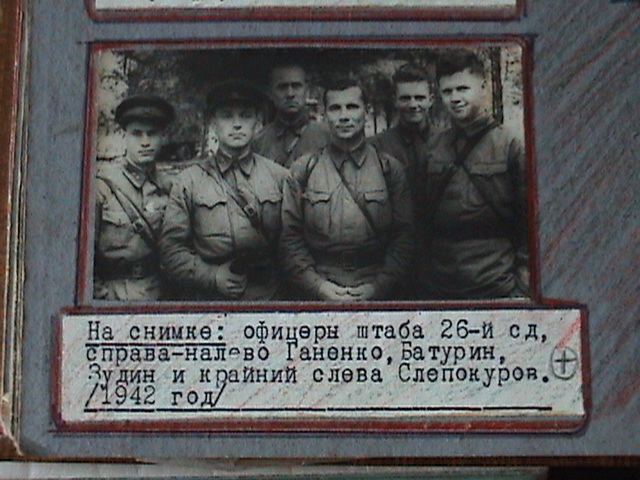 На снимке: офицеры штаба 26-й сд,
справа-налево Ганенко, Батурин,
Зудин и крайний слева Слепокуров.
/1942 год/